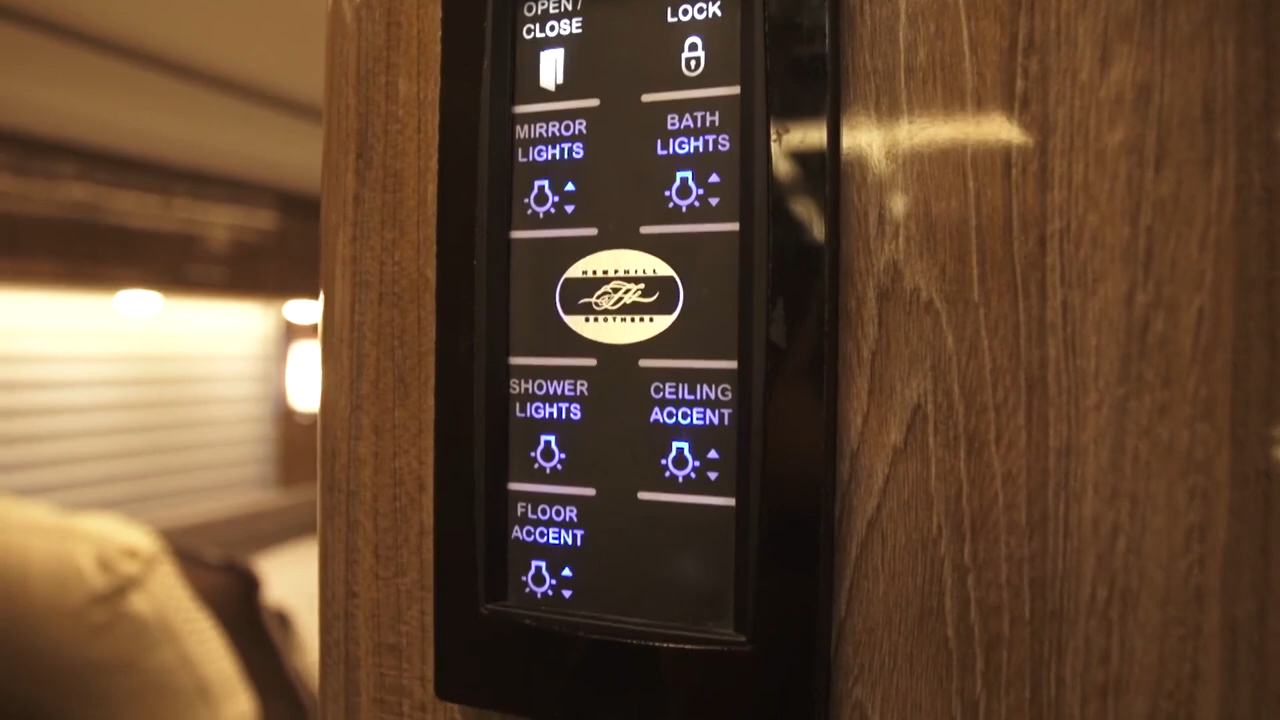 OPEN/
CLOSE
LOCK
MIRROR
LIGHTS
BATH
LIGHTS
HEMPHILL
BROTHERS
SHOWER
LIGHTS
CEILING
ACCENT
FLOOR
ACCENT